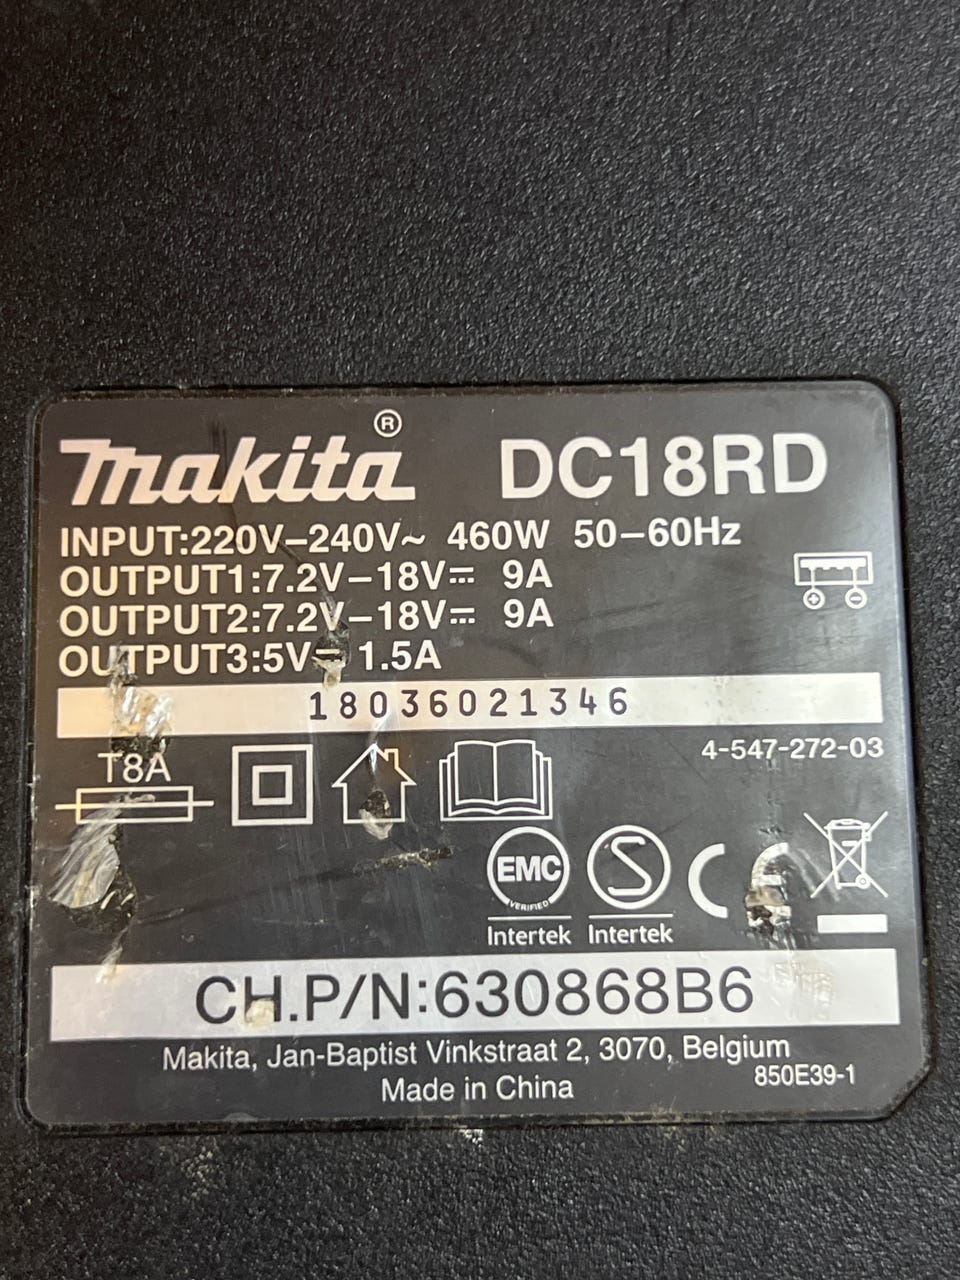 makita® DC18RD
INPUT:220V–240V~ 460W 50–60Hz
OUTPUT1:7.2V–18V⎓ 9A
OUTPUT2:7.2V–18V⎓ 9A
OUTPUT3:5V⎓ 1.5A
18036021346
4-547-272-03
T8A
EMC
VERIFIED
S
CE
Intertek Intertek
CH.P/N:630868B6
Makita, Jan-Baptist Vinkstraat 2, 3070, Belgium
850E39-1
Made in China